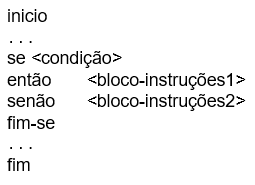 inicio
...
se <condição>
então <bloco-instruções1>
senão <bloco-instruções2>
fim-se
...
fim